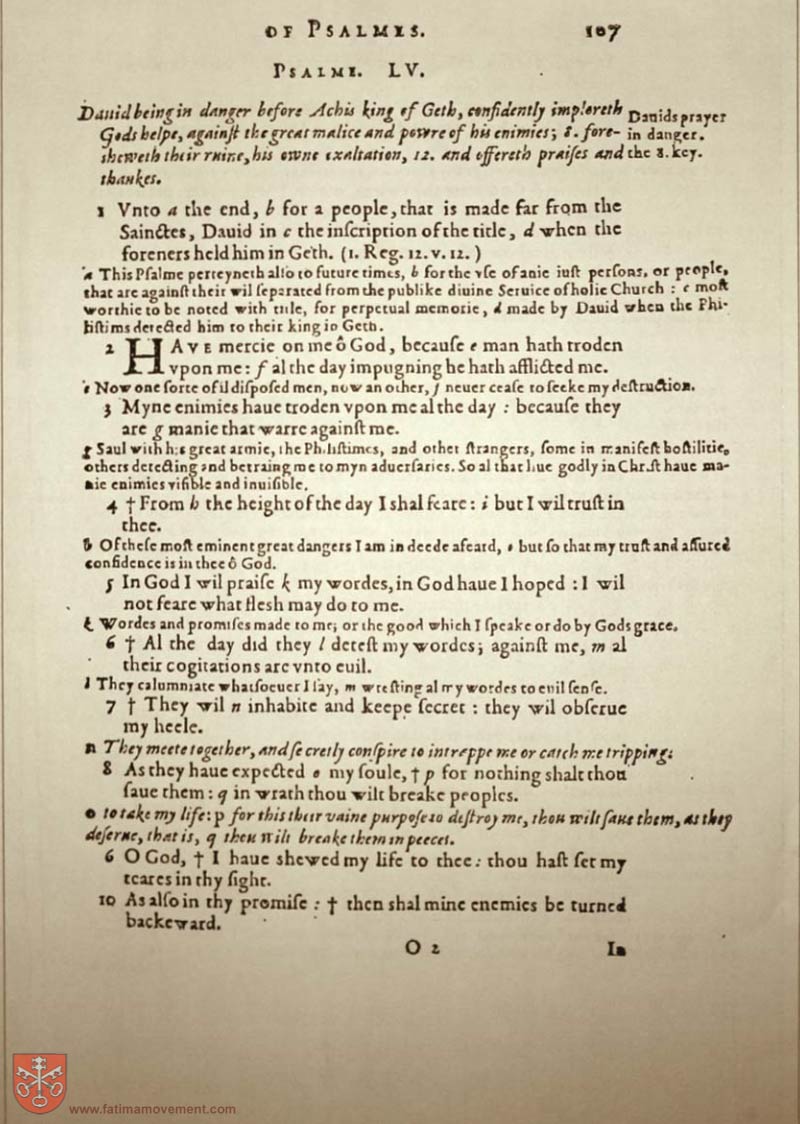 OF PSALMES. 107
PSALME. LV.
Dauid being in danger before Achis king of Geth, confidently imploreth
Gods helpe, againſt the great malice and powre of his enimies; 8. fore-
sheweth their ruine, his owne exaltation, 12. and offereth praiſes and
thankes.
Dauids prayer
in danger.
the 8. key.
1 Vnto a the end, b for a people, that is made far from the
Sainctes, Dauid in c the inſcription of the title, d when the
foreners held him in Geth. (1. Reg. 12. v. 12. )
a This Pſalme perteyneth alſo to future times, b for the vſe of anie iuſt perſons, or people,
that are againſt their wil ſeparated from the publike diuine Seruice of holie Church : c moſt
worthie to be noted with title, for perpetual memorie, d made by Dauid when the Phi-
liſtims detected him to their king in Geth.
2 HAVE mercie on me ô God, becauſe e man hath troden
vpon me: f al the day impugning he hath afflicted me.
e Now one ſorte of il diſpoſed men, now an other, f neuer ceaſe to ſeeke my deſtruction.
3 Myne enimies haue troden vpon me al the day : becauſe they
are g manie that warre againſt me.
g Saul with his great armie, the Philiſtimes, and other ſtrangers, ſome in manifeſt hoſtilitie,
others detecting and betraing me to myn aduerſaries. So al that liue godly in Chriſt haue ma-
nie enimies viſible and inuiſible.
4 † From h the height of the day I shal feare: i but I wil truſt in
thee.
h Of theſe moſt eminent great dangers I am in deede afeard, i but ſo that my truſt and aſſured
confidence is in thee ô God.
5 In God I wil praiſe k my wordes, in God haue I hoped : I wil
not feare what flesh may do to me.
k Wordes and promiſes made to me; or the good which I ſpeake or do by Gods grace.
6 † Al the day did they l deteſt my wordes; againſt me, m al
their cogitations are vnto euil.
l They calumniate whatſoeuer I ſay, m wreſting al my wordes to euil ſenſe.
7 † They wil n inhabite and keepe ſecret : they wil obſerue
my heele.
n They meete together, and ſecretly conſpire to intrappe me or catch me tripping:
8 As they haue expected o my ſoule, † p for nothing shalt thou
ſaue them : q in wrath thou wilt breake peoples.
o to take my life: p for this their vaine purpoſe to deſtroy me, thou wilt ſaue them, as they
deſerue, that is, q thou wilt breake them in peeces.
6 O God, † I haue shewed my life to thee: thou haſt ſet my
teares in thy ſight.
10 As alſo in thy promiſe : † then shal mine enemies be turned
backeward.
O 2 In
www.fatimamovement.com